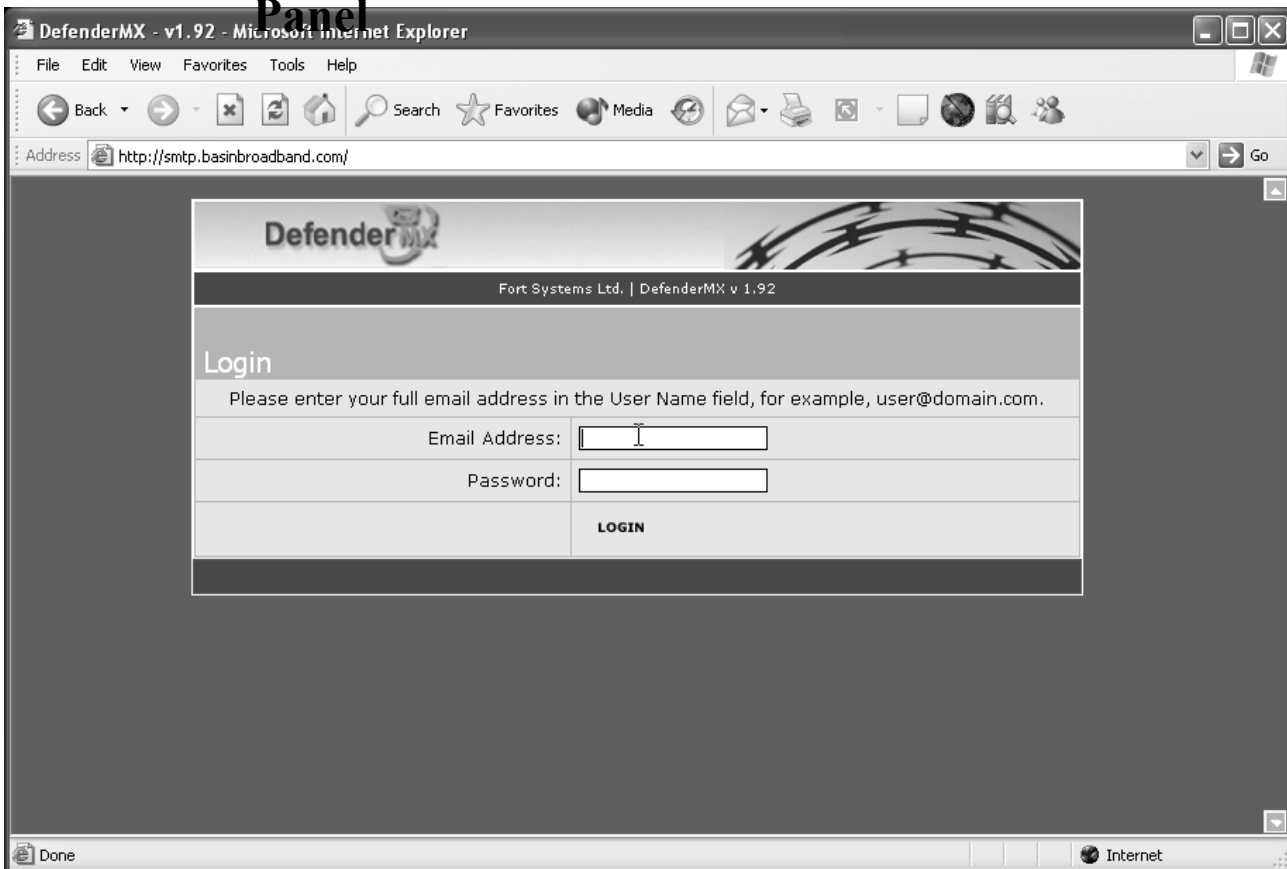 Panel
DefenderMX - v1.92 - Microsoft Internet Explorer
File Edit View Favorites Tools Help
Back Search Favorites Media
Address http://smtp.basinbroadband.com/ Go
DefenderMX
Fort Systems Ltd. | DefenderMX v 1.92
Login
Please enter your full email address in the User Name field, for example, user@domain.com.
Email Address:
Password:
LOGIN
Done Internet